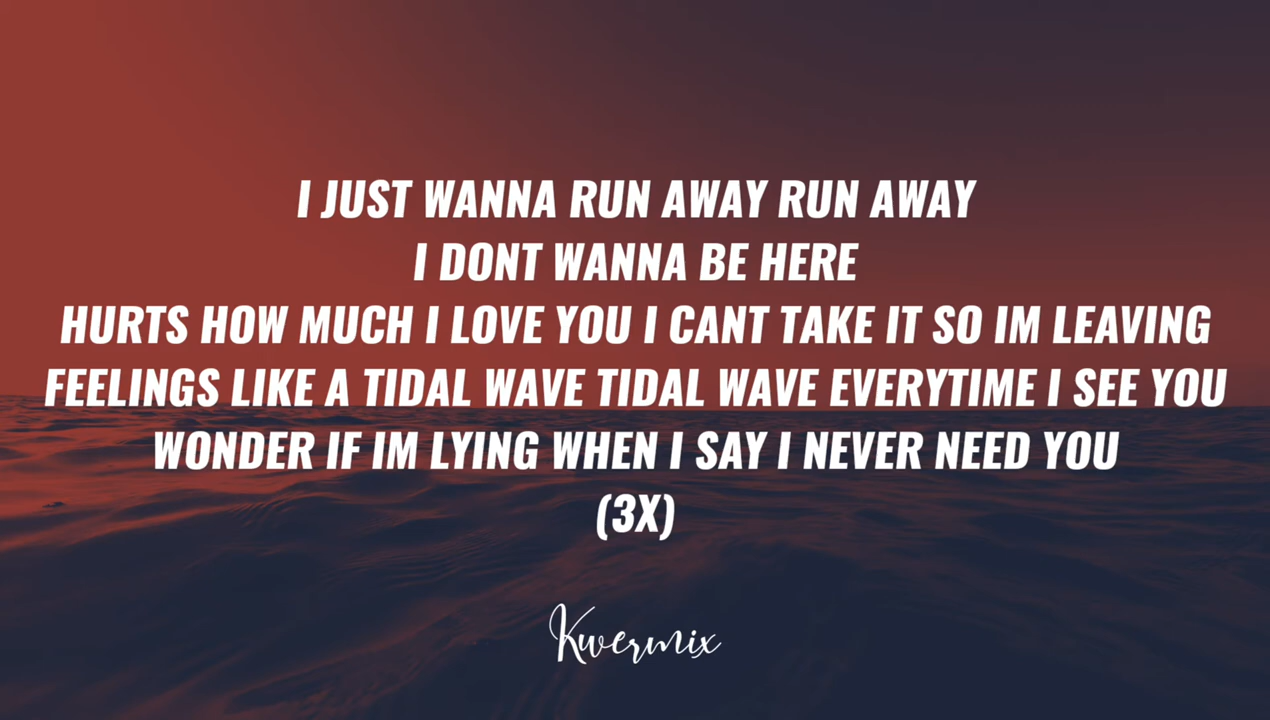 I JUST WANNA RUN AWAY RUN AWAY
I DONT WANNA BE HERE
HURTS HOW MUCH I LOVE YOU I CANT TAKE IT SO IM LEAVING
FEELINGS LIKE A TIDAL WAVE TIDAL WAVE EVERYTIME I SEE YOU
WONDER IF IM LYING WHEN I SAY I NEVER NEED YOU
(3X)
Kwermix